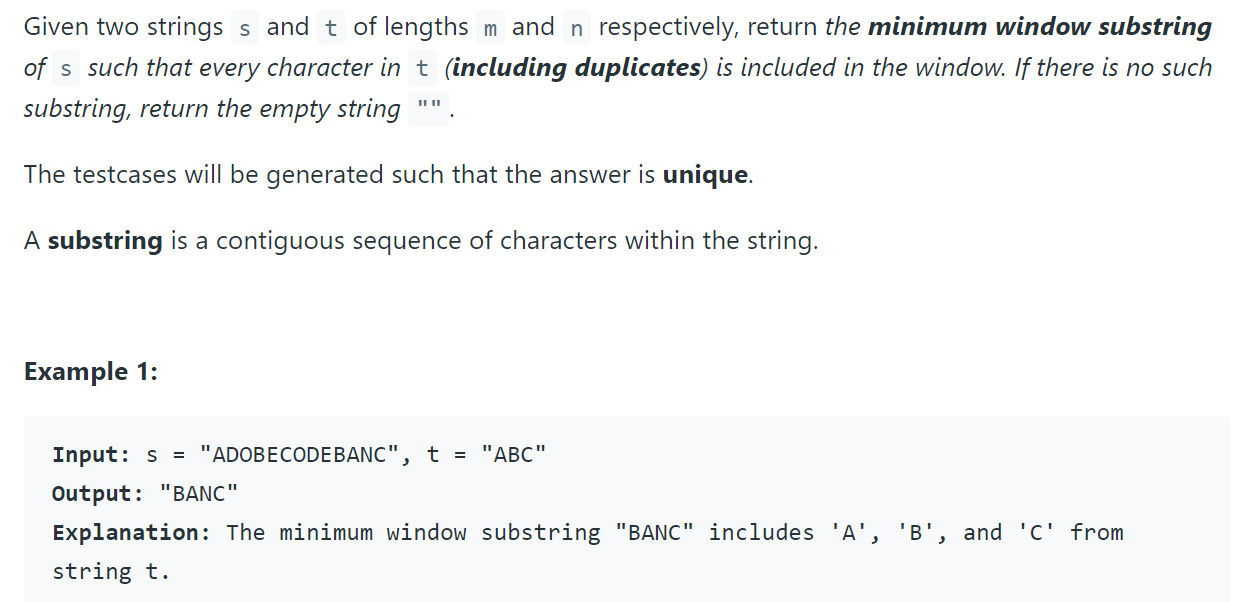 Given two strings s and t of lengths m and n respectively, return the minimum window substring
of s such that every character in t (including duplicates) is included in the window. If there is no such
substring, return the empty string "".
The testcases will be generated such that the answer is unique.
A substring is a contiguous sequence of characters within the string.
Example 1:
Input: s = "ADOBECODEBANC", t = "ABC"
Output: "BANC"
Explanation: The minimum window substring "BANC" includes 'A', 'B', and 'C' from
string t.